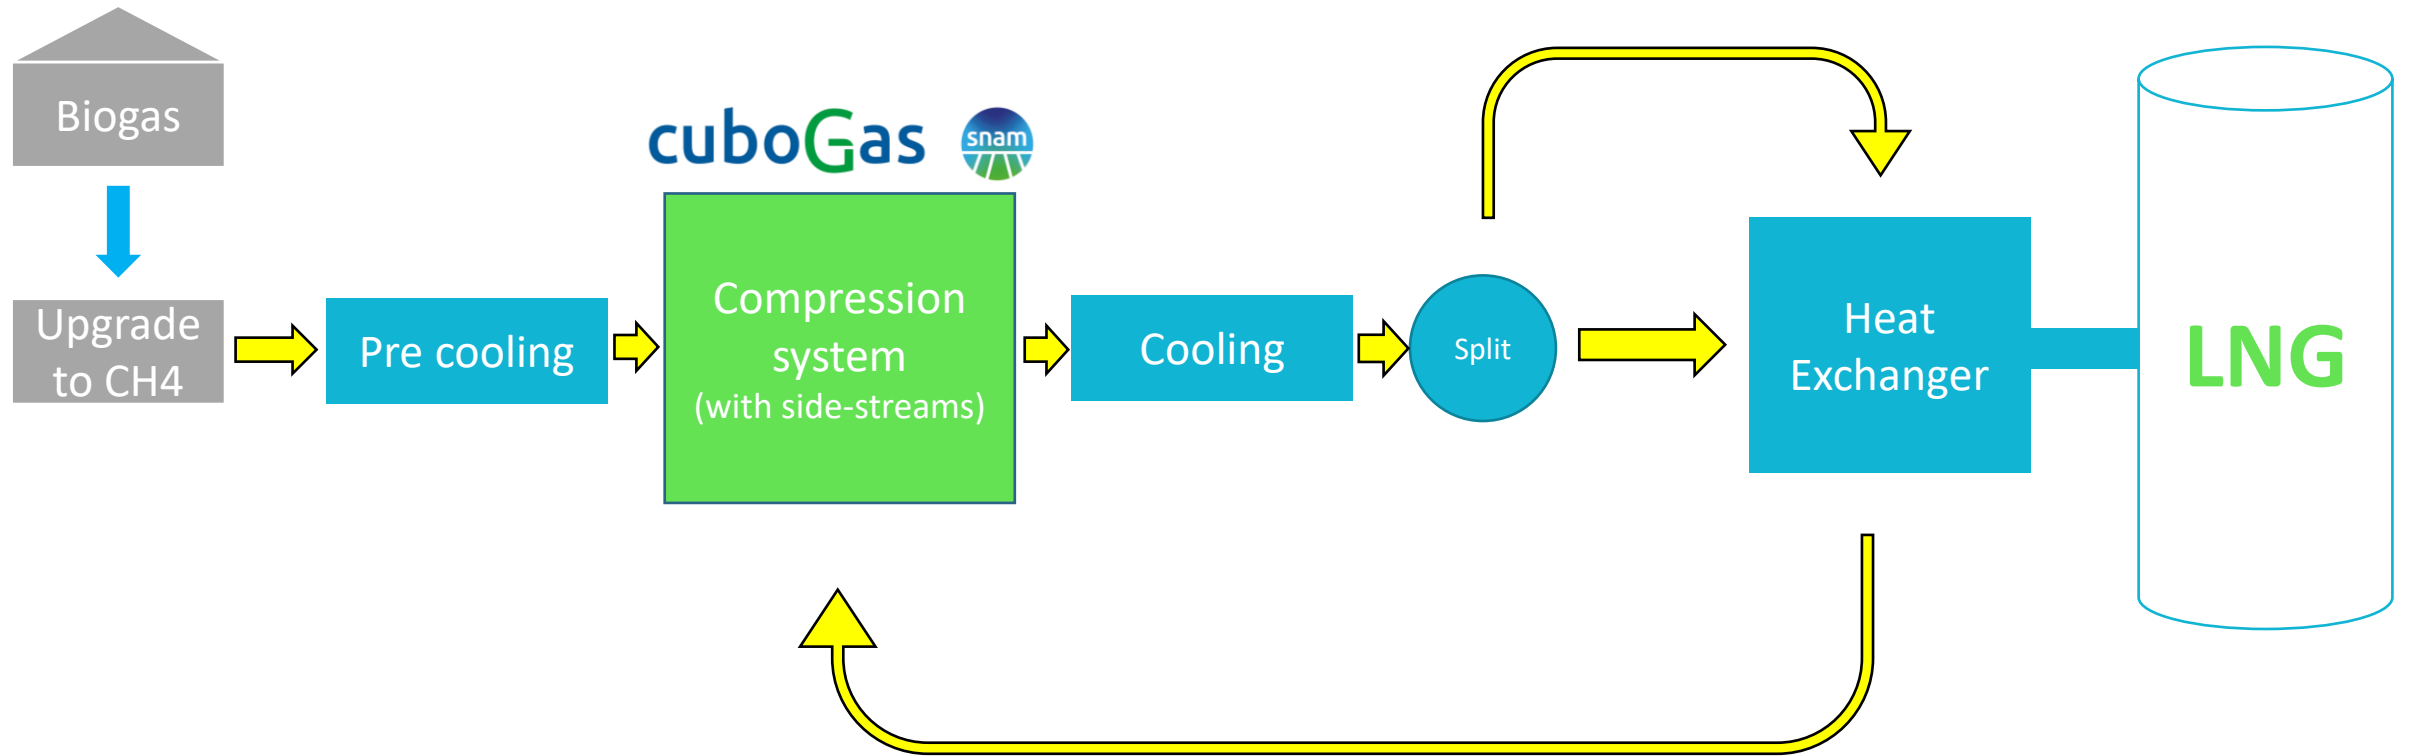 Biogas
Upgrade
to CH4
Pre cooling
cuboGas
snam
Compression
system
(with side-streams)
Cooling
Split
Heat
Exchanger
LNG